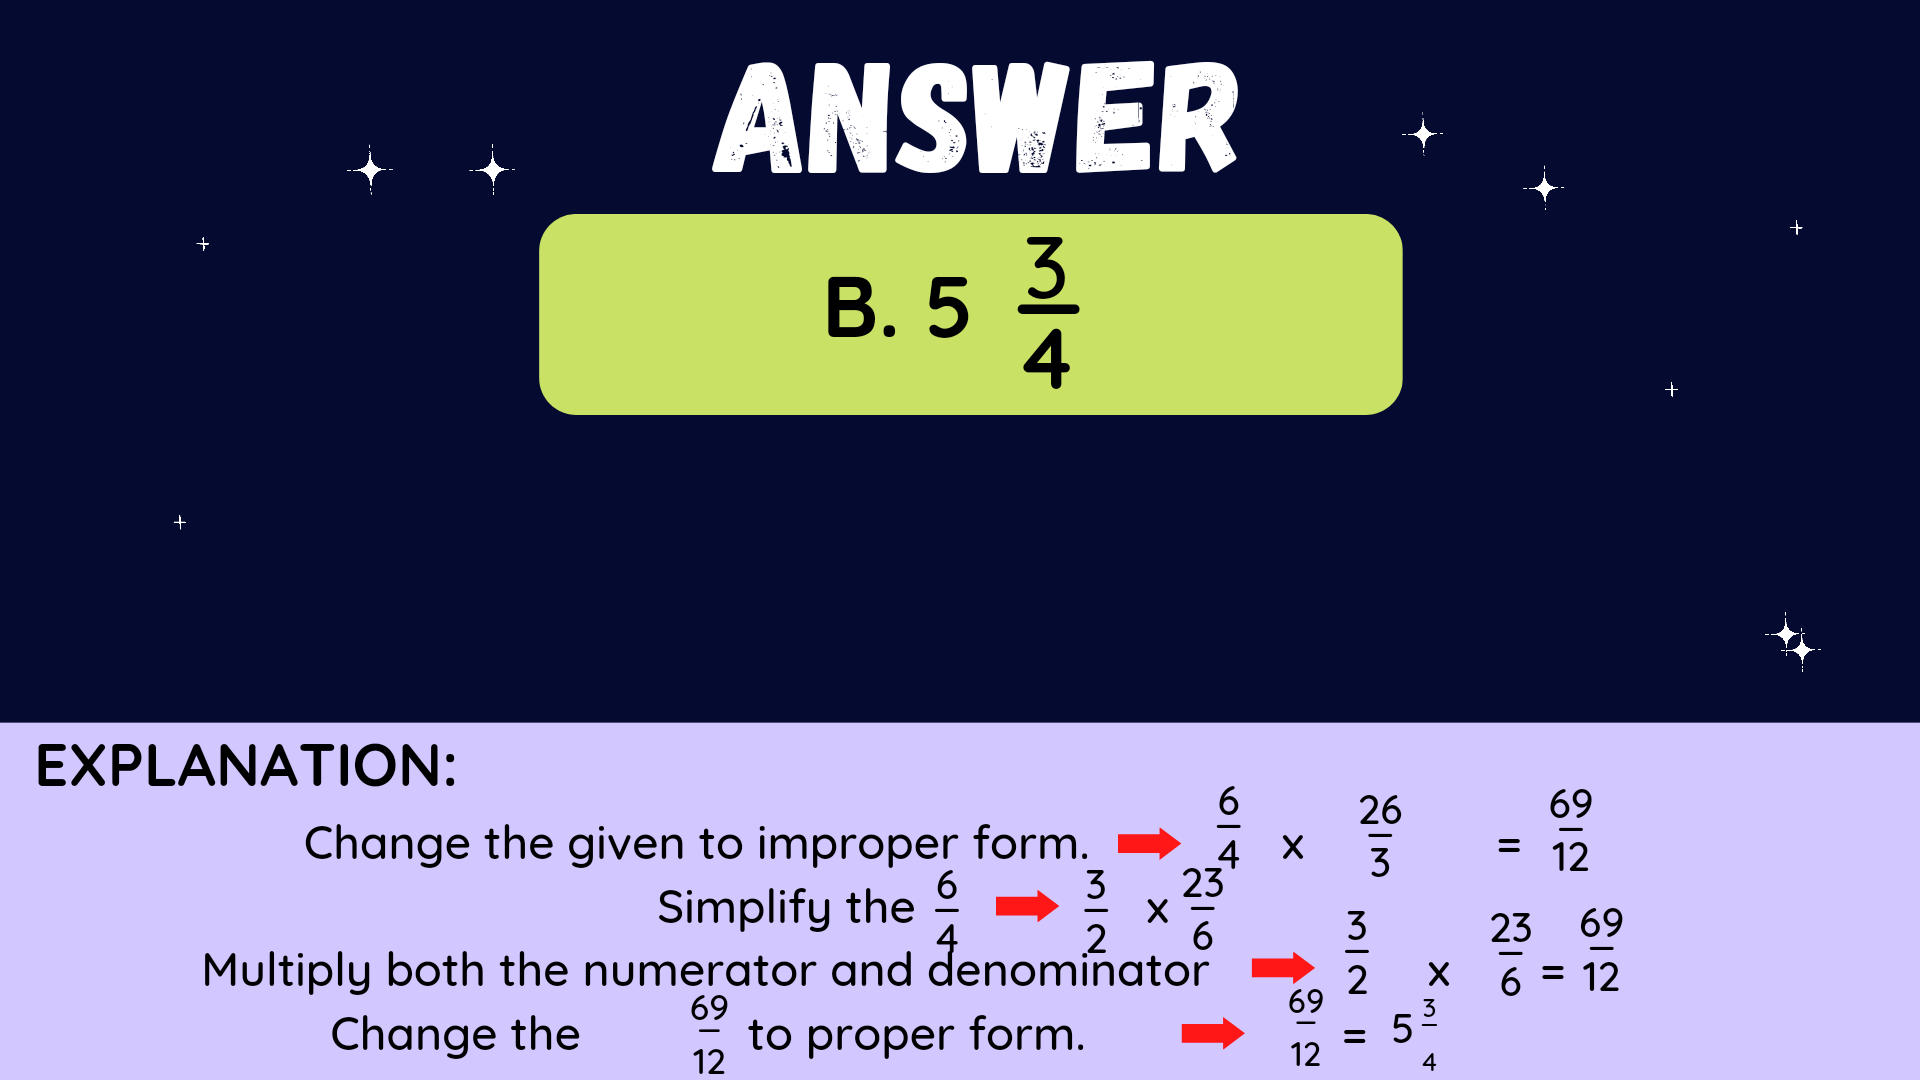 ANSWER
B. 5 3/4
EXPLANATION:
Change the given to improper form. 6/4 x 26/3 = 69/12
Simplify the 6/4 3/2 x 23/6
Multiply both the numerator and denominator 3/2 x 23/6 = 69/12
Change the 69/12 to proper form. 69/12 = 5 3/4